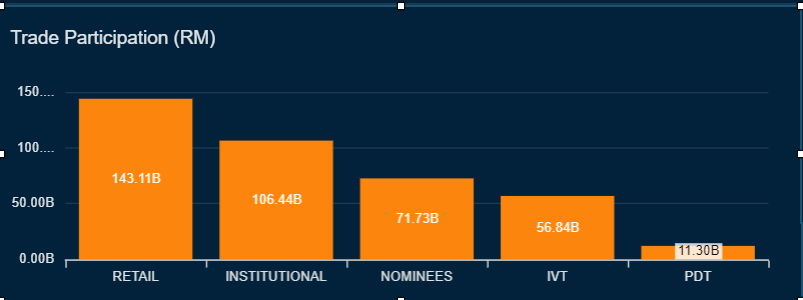 Trade Participation (RM)
150....
100....
50.00B
0.00B
143.11B
106.44B
71.73B
56.84B
11.30B
RETAIL INSTITUTIONAL NOMINEES IVT PDT